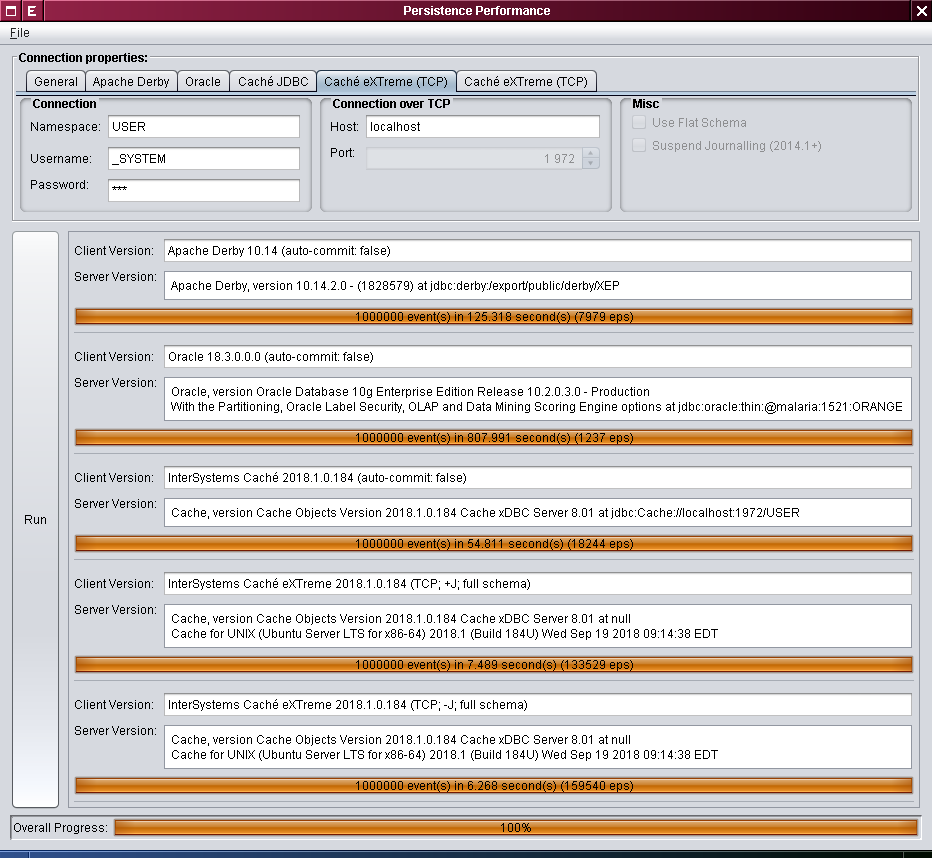 E
Persistence Performance
File
Connection properties:
General
Apache Derby
Oracle
Caché JDBC
Caché eXTreme (TCP)
Caché eXTreme (TCP)
Connection
Namespace: USER
Username: _SYSTEM
Password: ***
Connection over TCP
Host: localhost
Port: 1 972
Misc
Use Flat Schema
Suspend Journalling (2014.1+)
Run
Client Version: Apache Derby 10.14 (auto-commit: false)
Server Version: Apache Derby, version 10.14.2.0 - (1828579) at jdbc:derby:/export/public/derby/XEP
1000000 event(s) in 125.318 second(s) (7979 eps)
Client Version: Oracle 18.3.0.0.0 (auto-commit: false)
Server Version: Oracle, version Oracle Database 10g Enterprise Edition Release 10.2.0.3.0 - Production
With the Partitioning, Oracle Label Security, OLAP and Data Mining Scoring Engine options at jdbc:oracle:thin:@malaria:1521:ORANGE
1000000 event(s) in 807.991 second(s) (1237 eps)
Client Version: InterSystems Caché 2018.1.0.184 (auto-commit: false)
Server Version: Cache, version Cache Objects Version 2018.1.0.184 Cache xDBC Server 8.01 at jdbc:Cache://localhost:1972/USER
1000000 event(s) in 54.811 second(s) (18244 eps)
Client Version: InterSystems Caché eXTreme 2018.1.0.184 (TCP; +J; full schema)
Server Version: Cache, version Cache Objects Version 2018.1.0.184 Cache xDBC Server 8.01 at null
Cache for UNIX (Ubuntu Server LTS for x86-64) 2018.1 (Build 184U) Wed Sep 19 2018 09:14:38 EDT
1000000 event(s) in 7.489 second(s) (133529 eps)
Client Version: InterSystems Caché eXTreme 2018.1.0.184 (TCP; -J; full schema)
Server Version: Cache, version Cache Objects Version 2018.1.0.184 Cache xDBC Server 8.01 at null
Cache for UNIX (Ubuntu Server LTS for x86-64) 2018.1 (Build 184U) Wed Sep 19 2018 09:14:38 EDT
1000000 event(s) in 6.268 second(s) (159540 eps)
Overall Progress: 100%